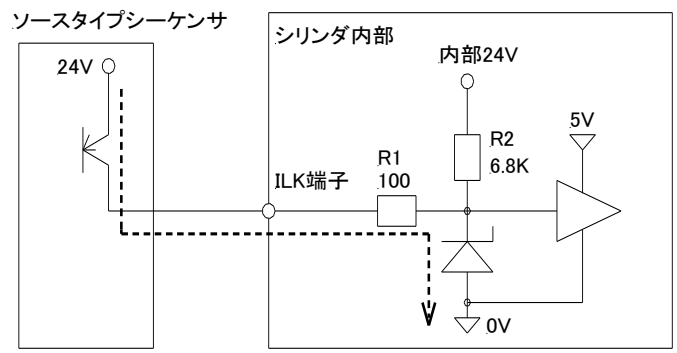 ソースタイプシーケンサ
シリンダ内部
24V
内部24V
5V
R2
6.8K
R1
100
ILK端子
0V